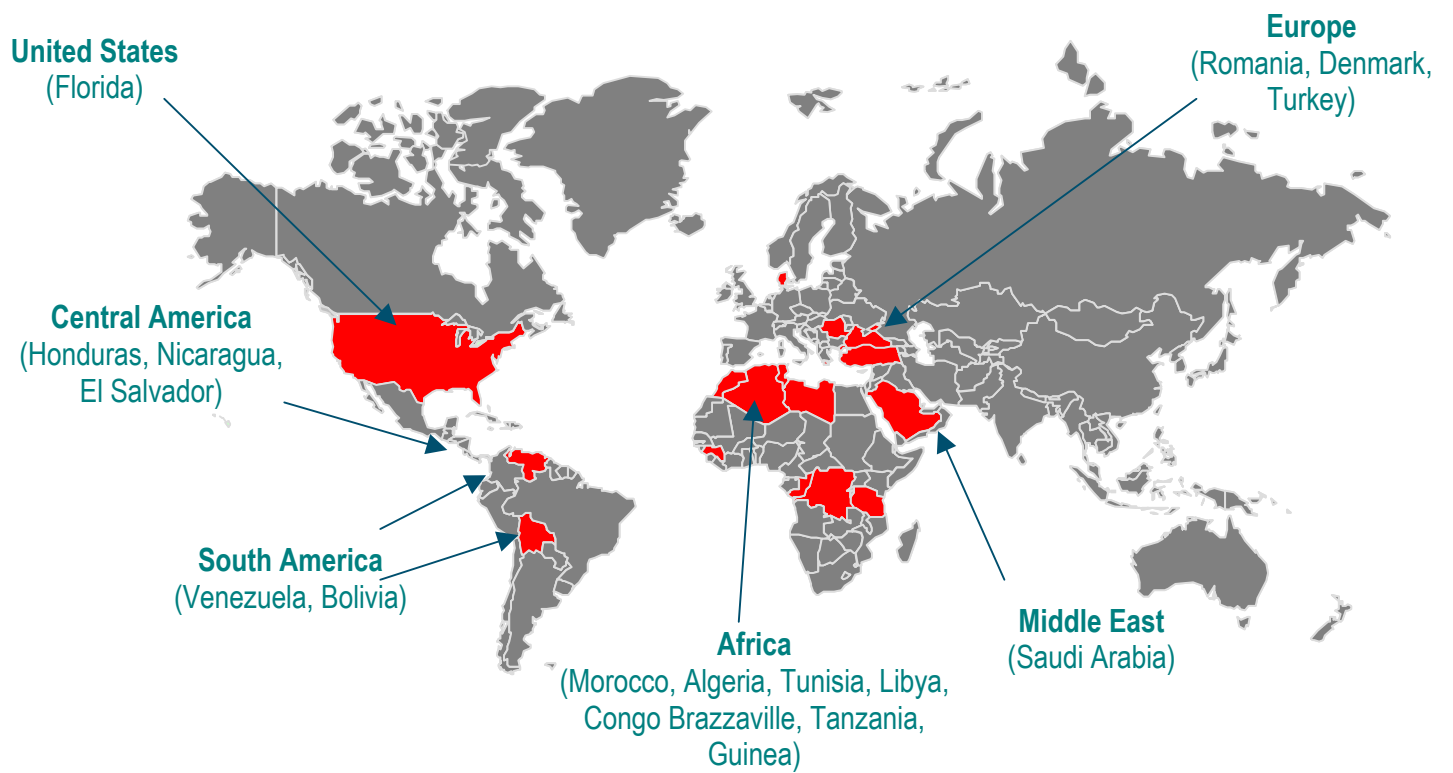 United States
(Florida)
Europe
(Romania, Denmark,
Turkey)
Central America
(Honduras, Nicaragua,
El Salvador)
South America
(Venezuela, Bolivia)
Africa
(Morocco, Algeria, Tunisia, Libya,
Congo Brazzaville, Tanzania,
Guinea)
Middle East
(Saudi Arabia)